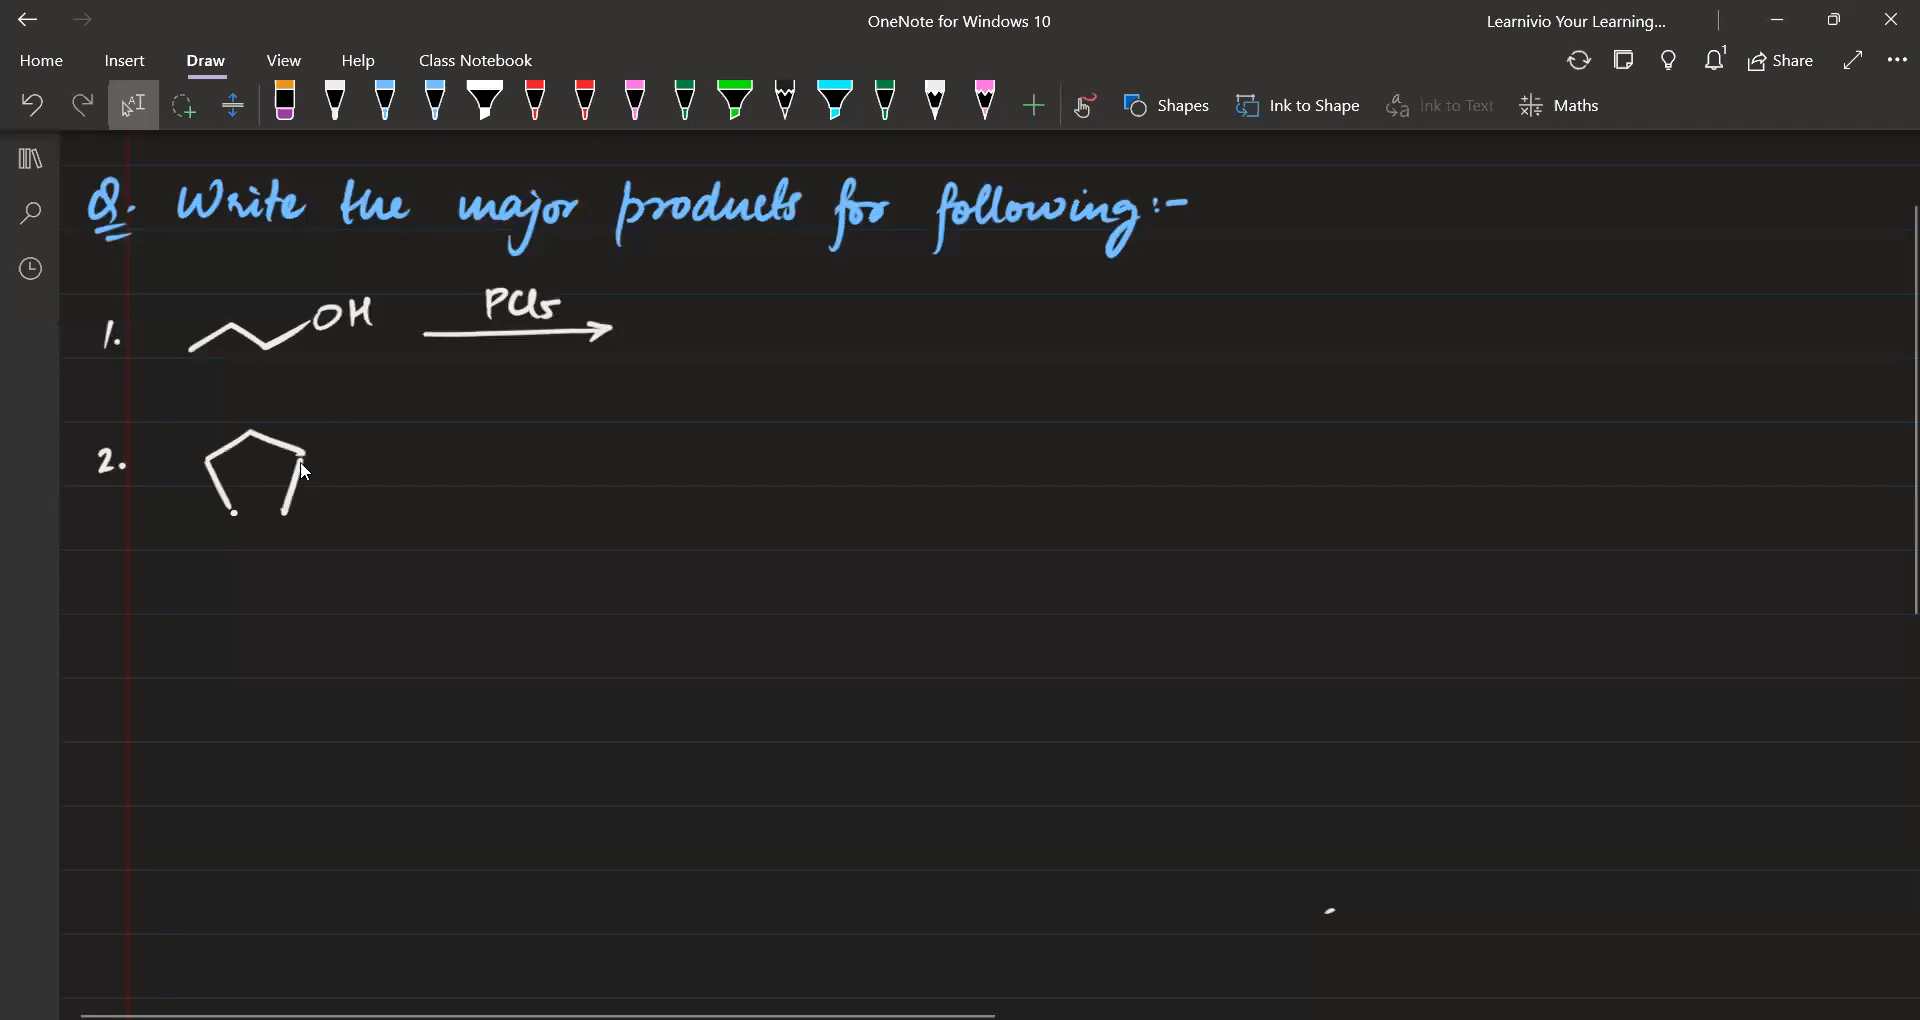 OneNote for Windows 10
Learnivio Your Learning...
Home Insert Draw View Help Class Notebook
1
Share
Shapes Ink to Shape Ink to Text Maths
Q. Write the major products for following:-
1. OH PCl5
2.